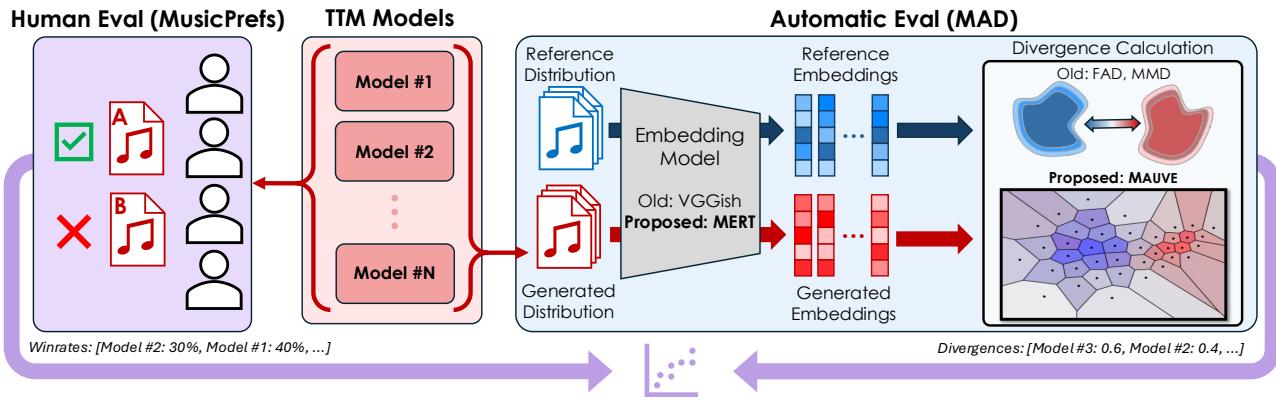 Human Eval (MusicPrefs)
TTM Models
Automatic Eval (MAD)
A
B
Model #1
Model #2
Model #N
Reference
Distribution
Generated
Distribution
Embedding
Model
Old: VGGish
Proposed: MERT
Reference
Embeddings
Generated
Embeddings
Divergence Calculation
Old: FAD, MMD
Proposed: MAUVE
Winrates: [Model #2: 30%, Model #1: 40%, ...]
Divergences: [Model #3: 0.6, Model #2: 0.4, ...]